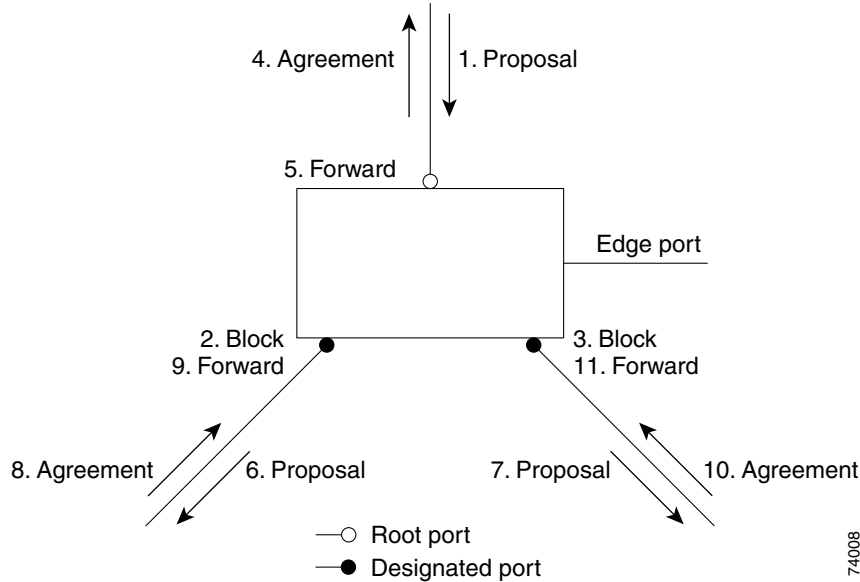 4. Agreement
1. Proposal
5. Forward
Edge port
2. Block
9. Forward
3. Block
11. Forward
8. Agreement
6. Proposal
7. Proposal
10. Agreement
Root port
Designated port
74008